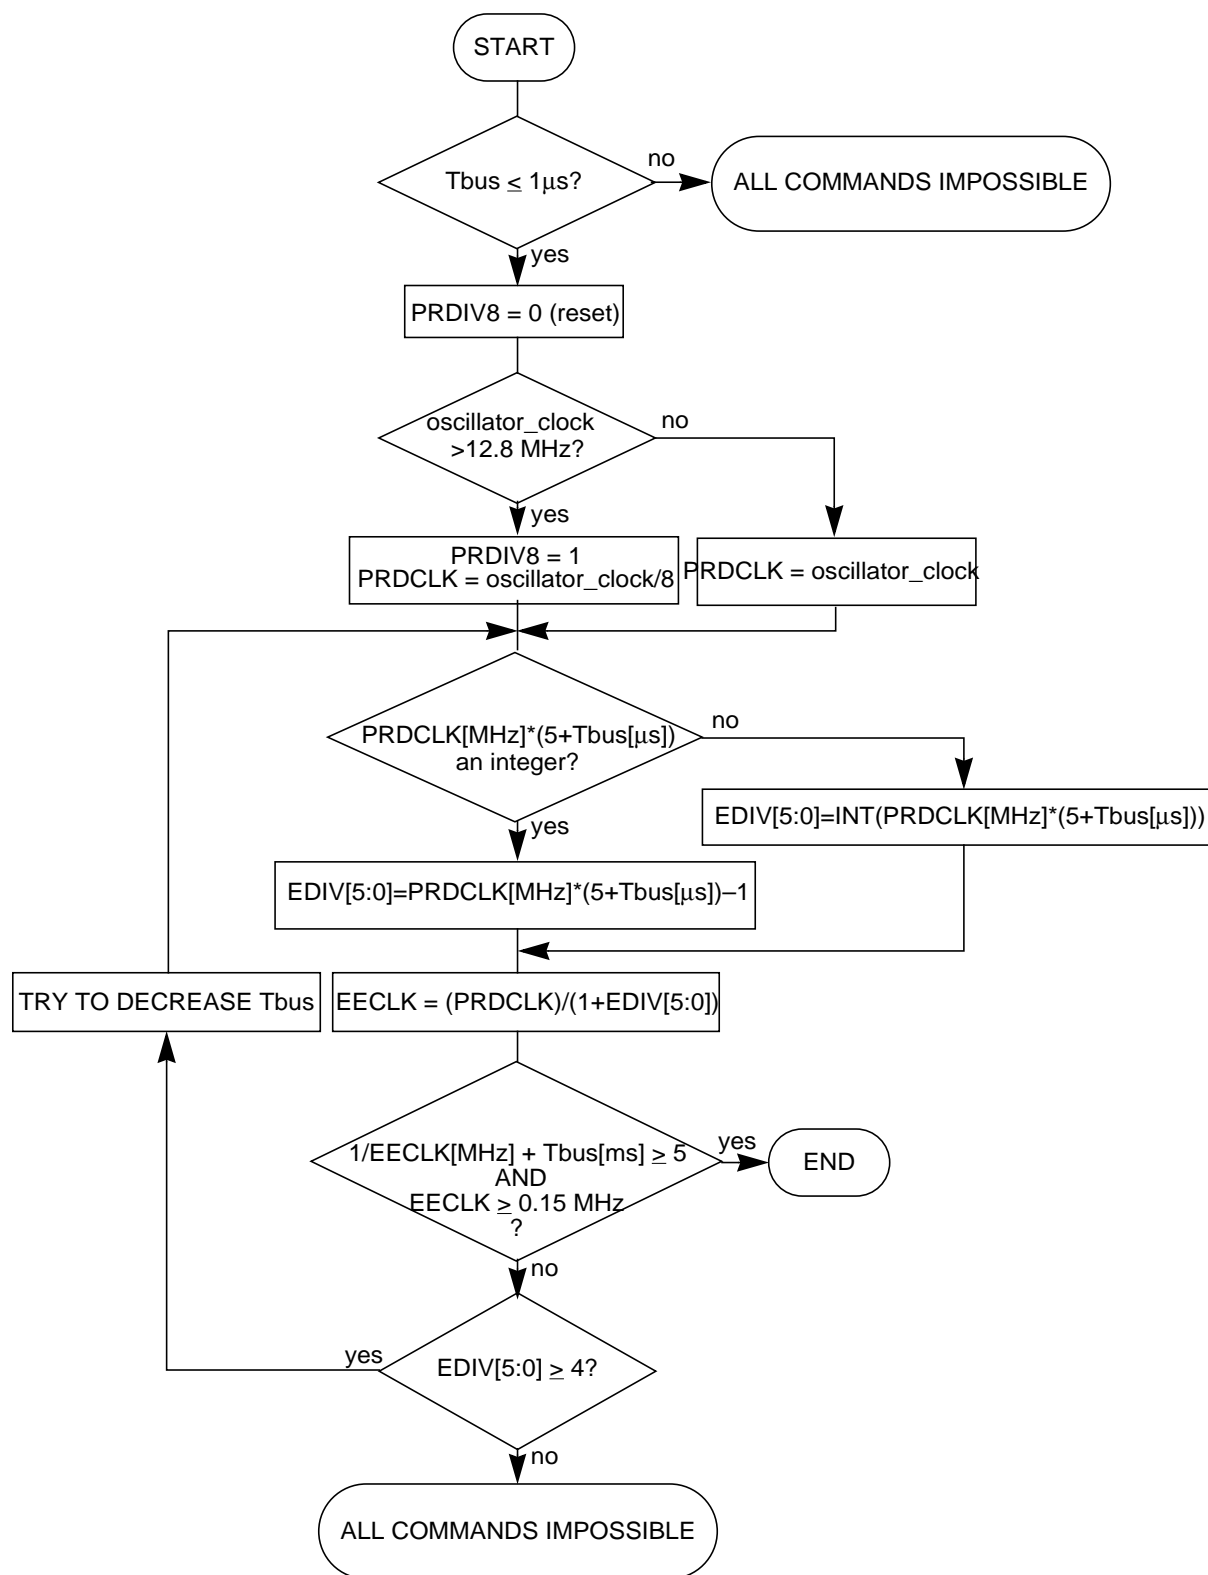 START
Tbus ≤ 1μs?
no
ALL COMMANDS IMPOSSIBLE
yes
PRDIV8 = 0 (reset)
oscillator_clock
>12.8 MHz?
no
yes
PRDIV8 = 1
PRDCLK = oscillator_clock/8
PRDCLK = oscillator_clock
PRDCLK[MHz]*(5+Tbus[μs])
an integer?
no
yes
EDIV[5:0]=INT(PRDCLK[MHz]*(5+Tbus[μs]))
EDIV[5:0]=PRDCLK[MHz]*(5+Tbus[μs])–1
TRY TO DECREASE Tbus
EECLK = (PRDCLK)/(1+EDIV[5:0])
1/EECLK[MHz] + Tbus[ms] ≥ 5
AND
EECLK ≥ 0.15 MHz
?
yes
END
no
EDIV[5:0] ≥ 4?
yes
no
ALL COMMANDS IMPOSSIBLE